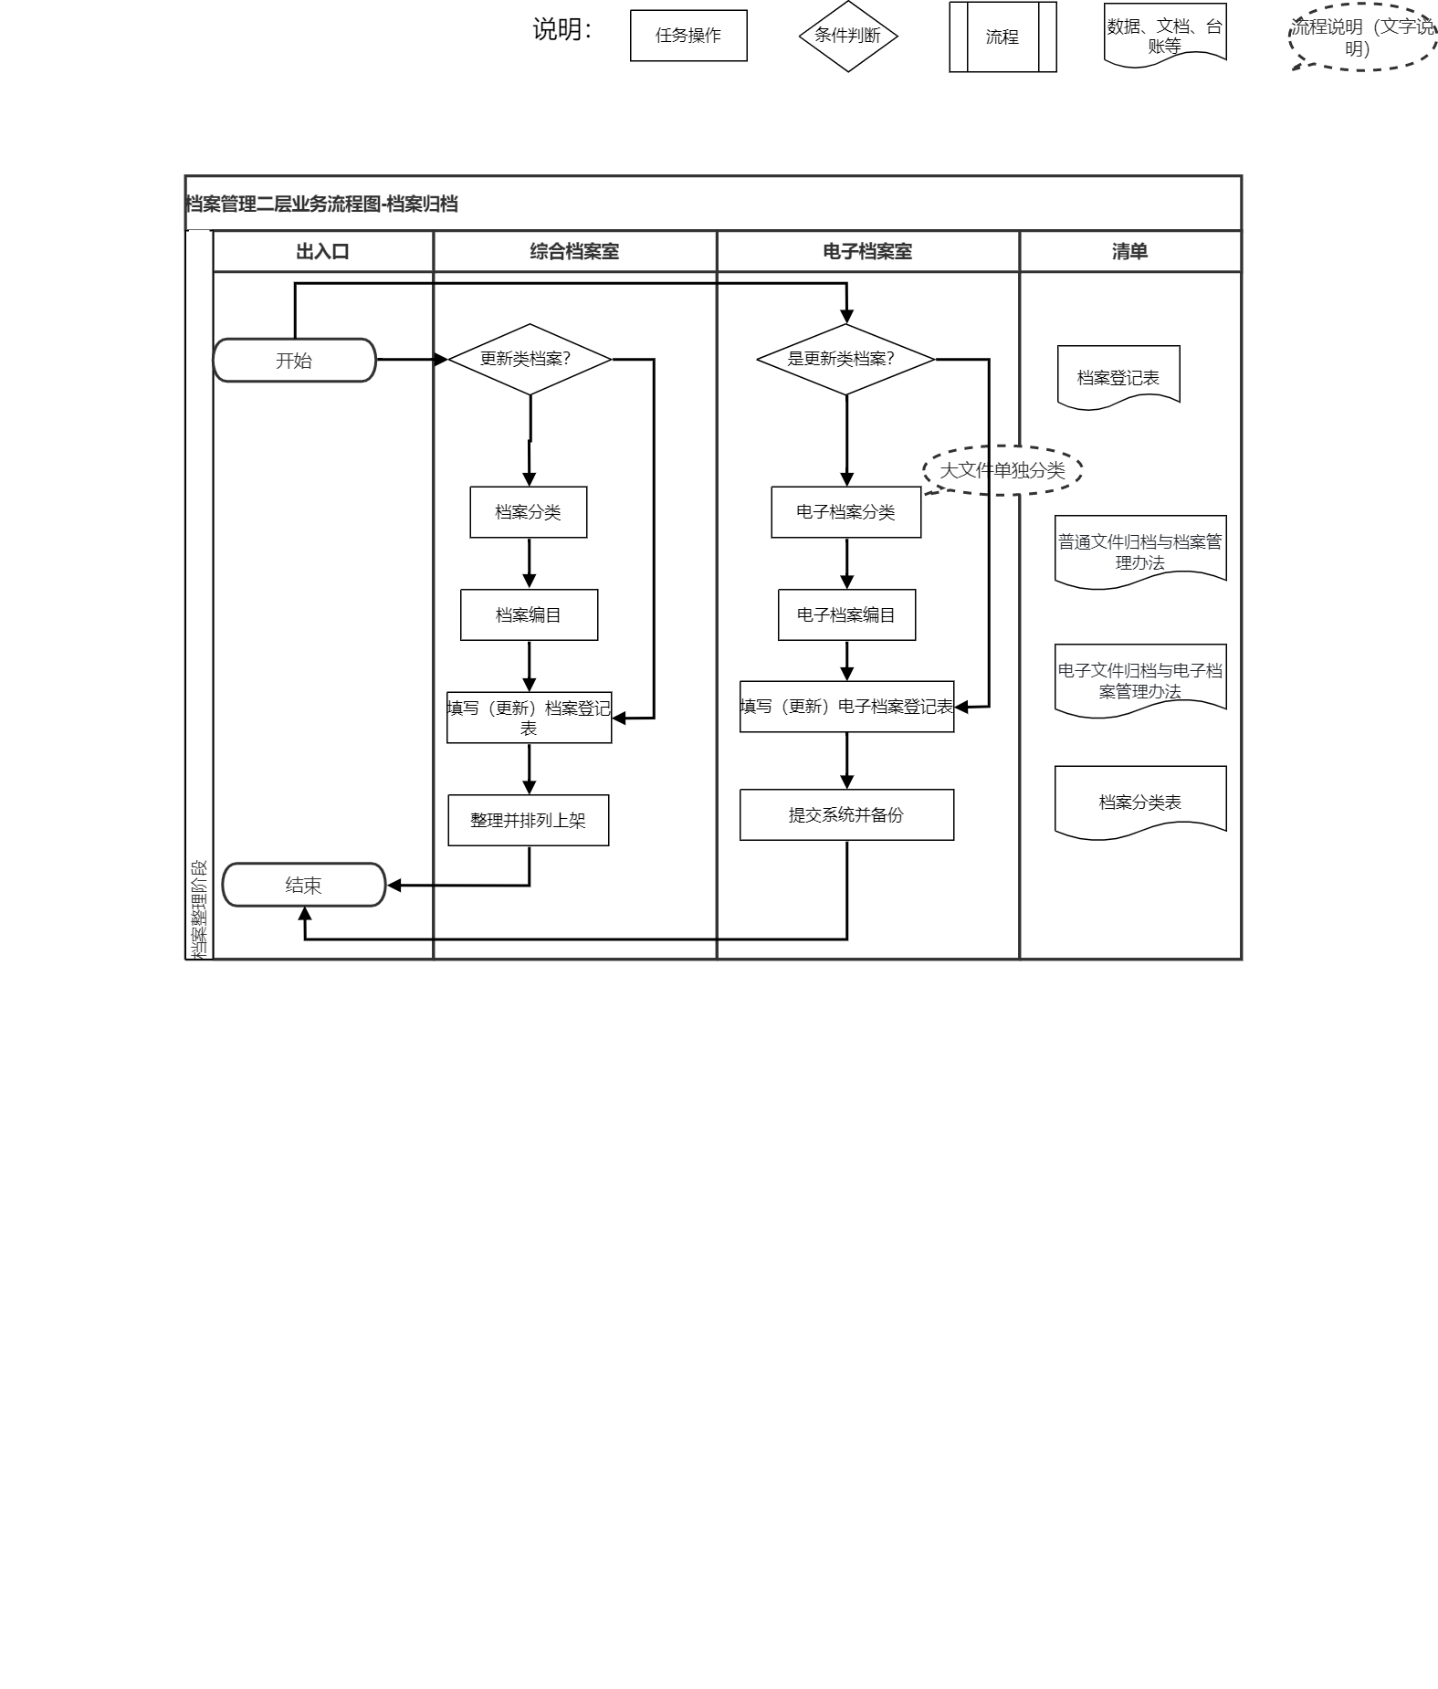 说明：
任务操作
条件判断
流程
数据、文档、台
账等
流程说明（文字说
明）
档案管理二层业务流程图-档案归档
出入口
综合档案室
电子档案室
清单
开始
更新类档案？
是更新类档案？
档案登记表
大文件单独分类
档案分类
电子档案分类
普通文件归档与档案管
理办法
档案编目
电子档案编目
电子文件归档与电子档
案管理办法
填写（更新）档案登记
表
填写（更新）电子档案登记表
整理并排列上架
提交系统并备份
档案分类表
结束
档案整理阶段